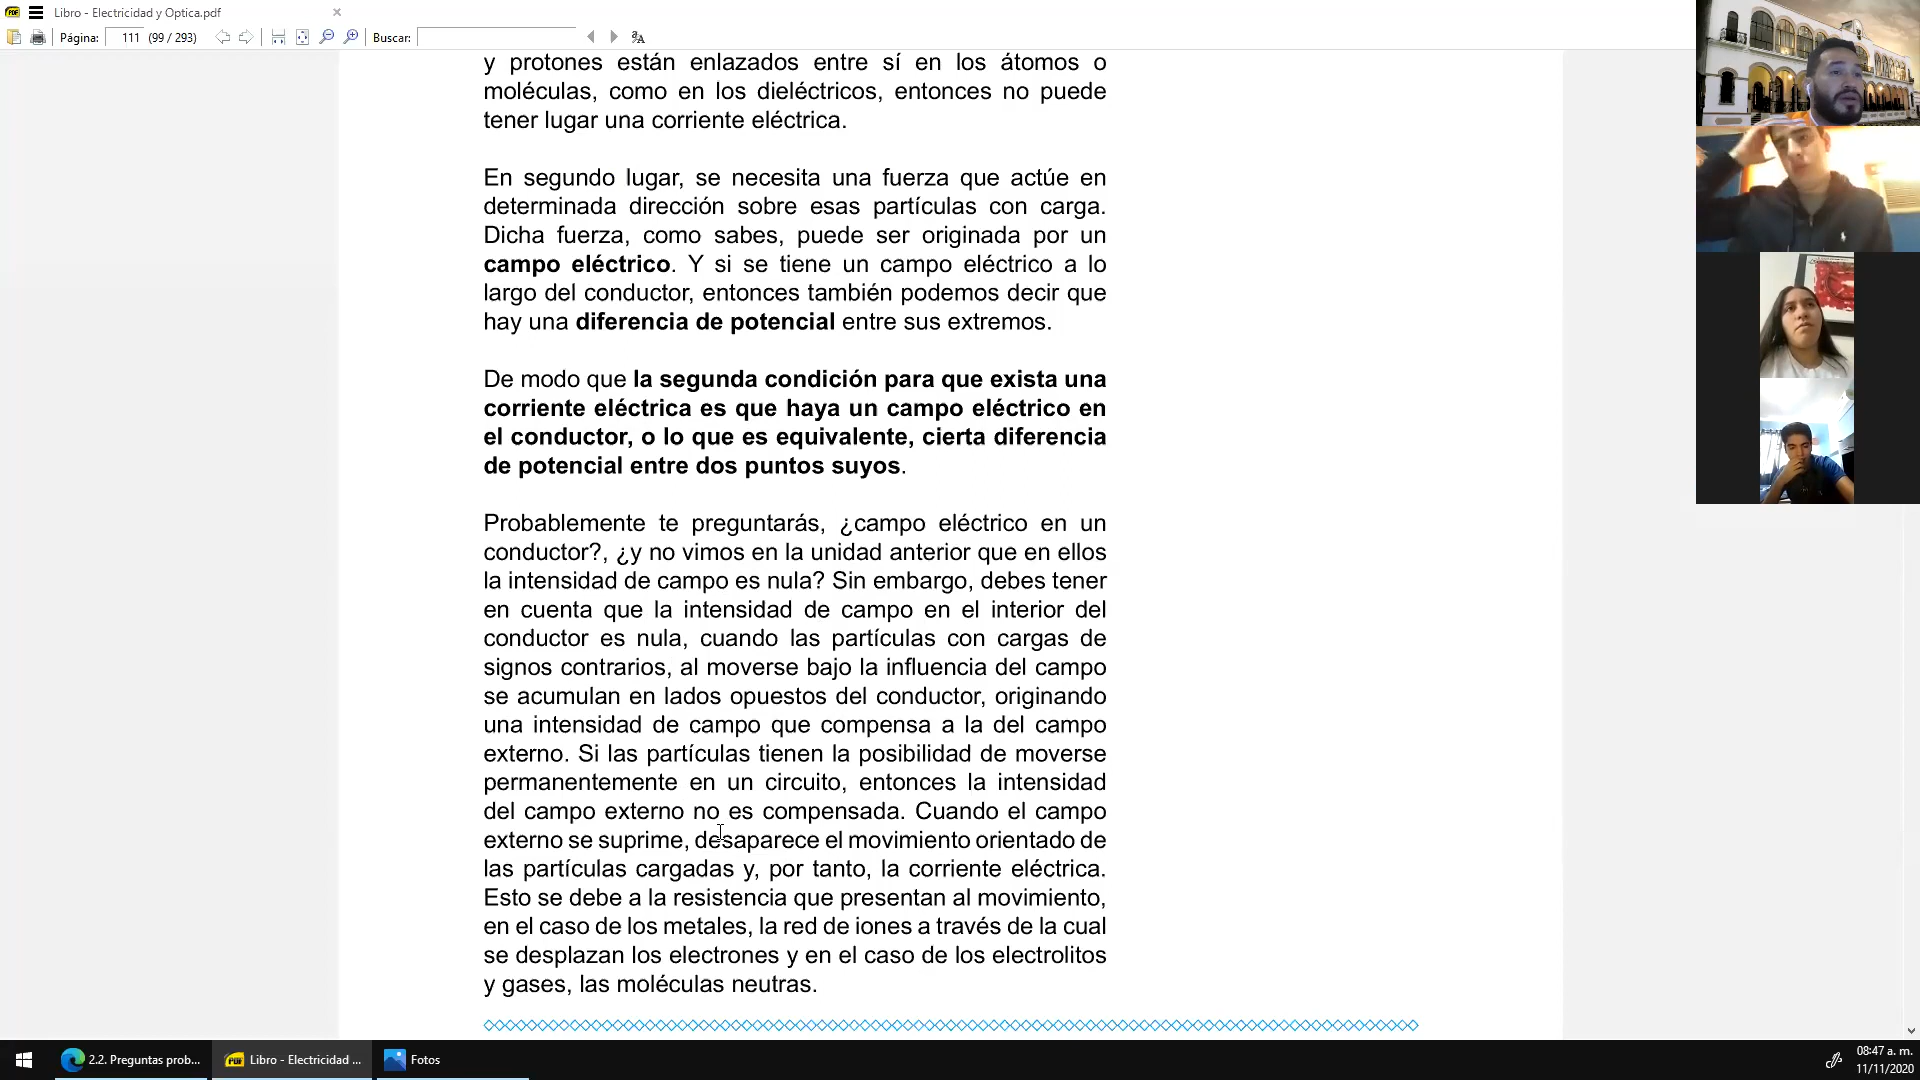 Libro - Electricidad y Optica.pdf
Página: 111 (99 / 293) Buscar:
y protones están enlazados entre sí en los átomos o
moléculas, como en los dieléctricos, entonces no puede
tener lugar una corriente eléctrica.
En segundo lugar, se necesita una fuerza que actúe en
determinada dirección sobre esas partículas con carga.
Dicha fuerza, como sabes, puede ser originada por un
campo eléctrico. Y si se tiene un campo eléctrico a lo
largo del conductor, entonces también podemos decir que
hay una diferencia de potencial entre sus extremos.
De modo que la segunda condición para que exista una
corriente eléctrica es que haya un campo eléctrico en
el conductor, o lo que es equivalente, cierta diferencia
de potencial entre dos puntos suyos.
Probablemente te preguntarás, ¿campo eléctrico en un
conductor?, ¿y no vimos en la unidad anterior que en ellos
la intensidad de campo es nula? Sin embargo, debes tener
en cuenta que la intensidad de campo en el interior del
conductor es nula, cuando las partículas con cargas de
signos contrarios, al moverse bajo la influencia del campo
se acumulan en lados opuestos del conductor, originando
una intensidad de campo que compensa a la del campo
externo. Si las partículas tienen la posibilidad de moverse
permanentemente en un circuito, entonces la intensidad
del campo externo no es compensada. Cuando el campo
externo se suprime, desaparece el movimiento orientado de
las partículas cargadas y, por tanto, la corriente eléctrica.
Esto se debe a la resistencia que presentan al movimiento,
en el caso de los metales, la red de iones a través de la cual
se desplazan los electrones y en el caso de los electrolitos
y gases, las moléculas neutras.
2.2. Preguntas prob...
Libro - Electricidad ...
Fotos
08:47 a. m.
11/11/2020